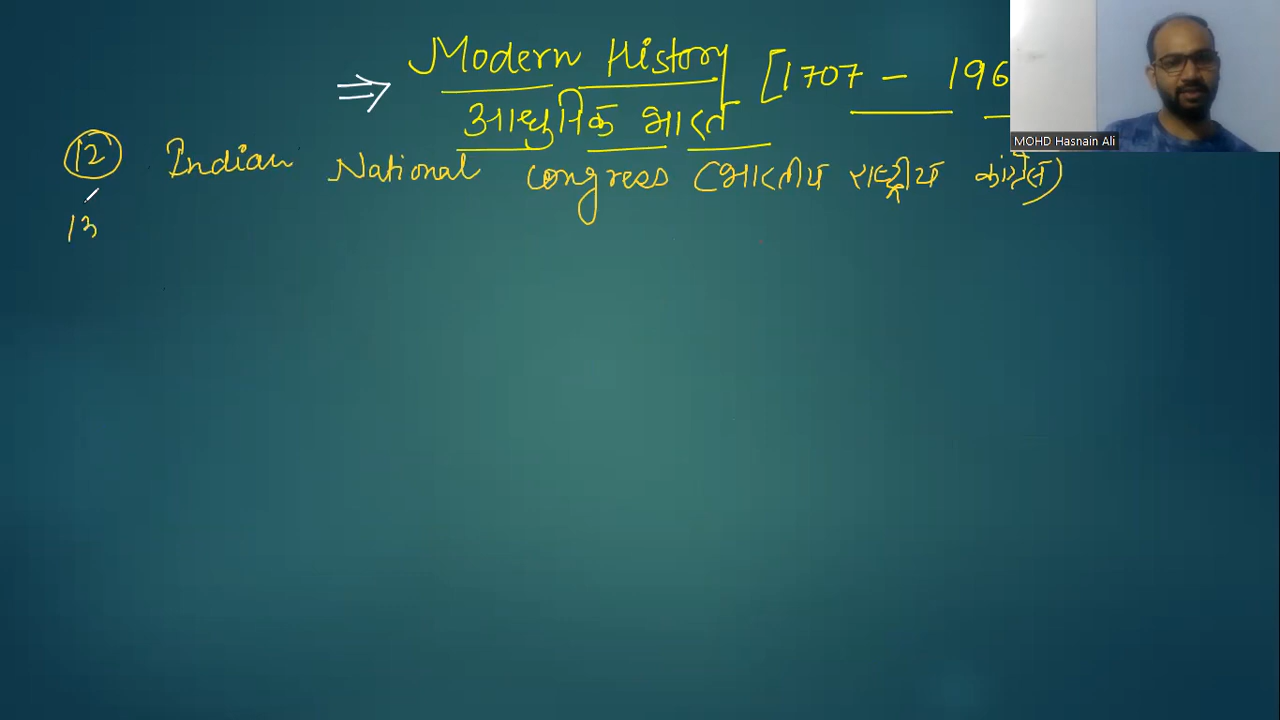 ⇒ Modern History [1707 - 196
आधुनिक भारत
MOHD Hasnain Ali
12 Indian National Congress (भारतीय राष्ट्रीय कांग्रेस)
13